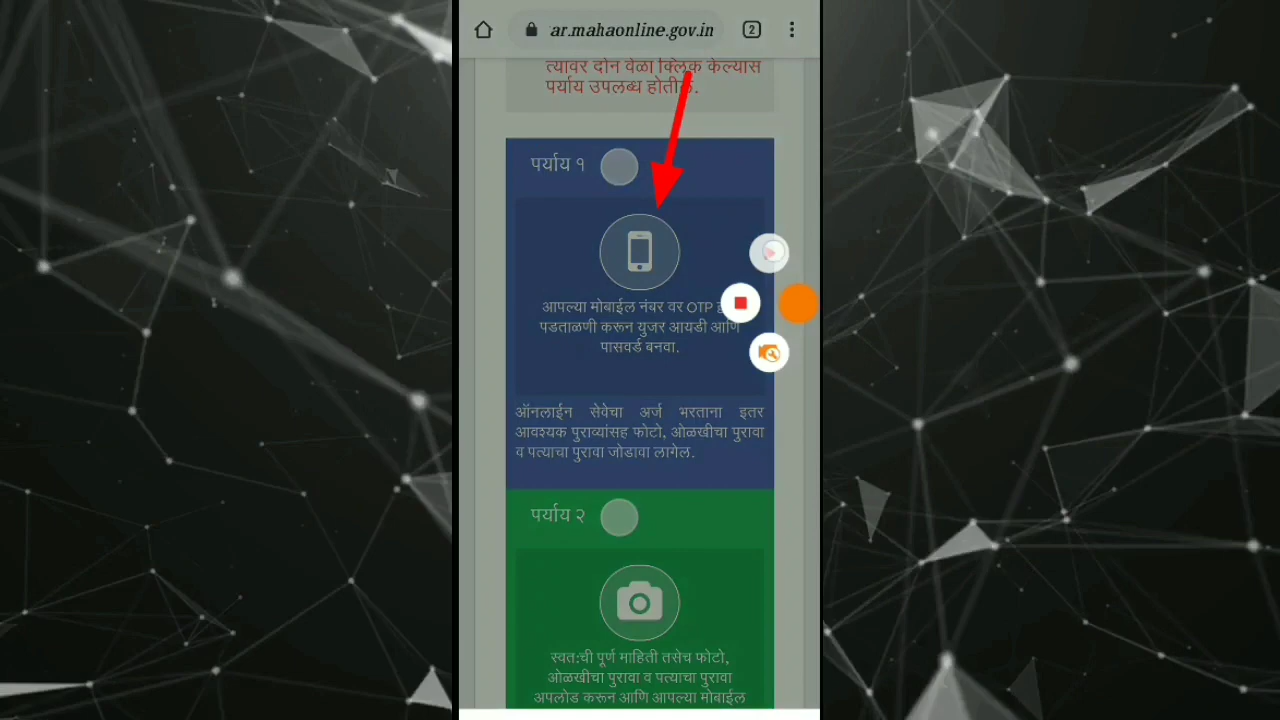 ar.mahaonline.gov.in
2
त्यावर दोन वेळा क्लिक केल्यास
पर्याय उपलब्ध होतील.
पर्याय १
आपल्या मोबाईल नंबर वर OTP
पडताळणी करून युजर आयडी आणि
पासवर्ड बनवा.
ऑनलाईन सेवेचा अर्ज भरताना इतर
आवश्यक पुराव्यांसह फोटो, ओळखीचा पुरावा
व पत्याचा पुरावा जोडावा लागेल.
पर्याय २
स्वत:ची पूर्ण माहिती तसेच फोटो,
ओळखीचा पुरावा व पत्याचा पुरावा
अपलोड करून आणि आपल्या मोबाईल